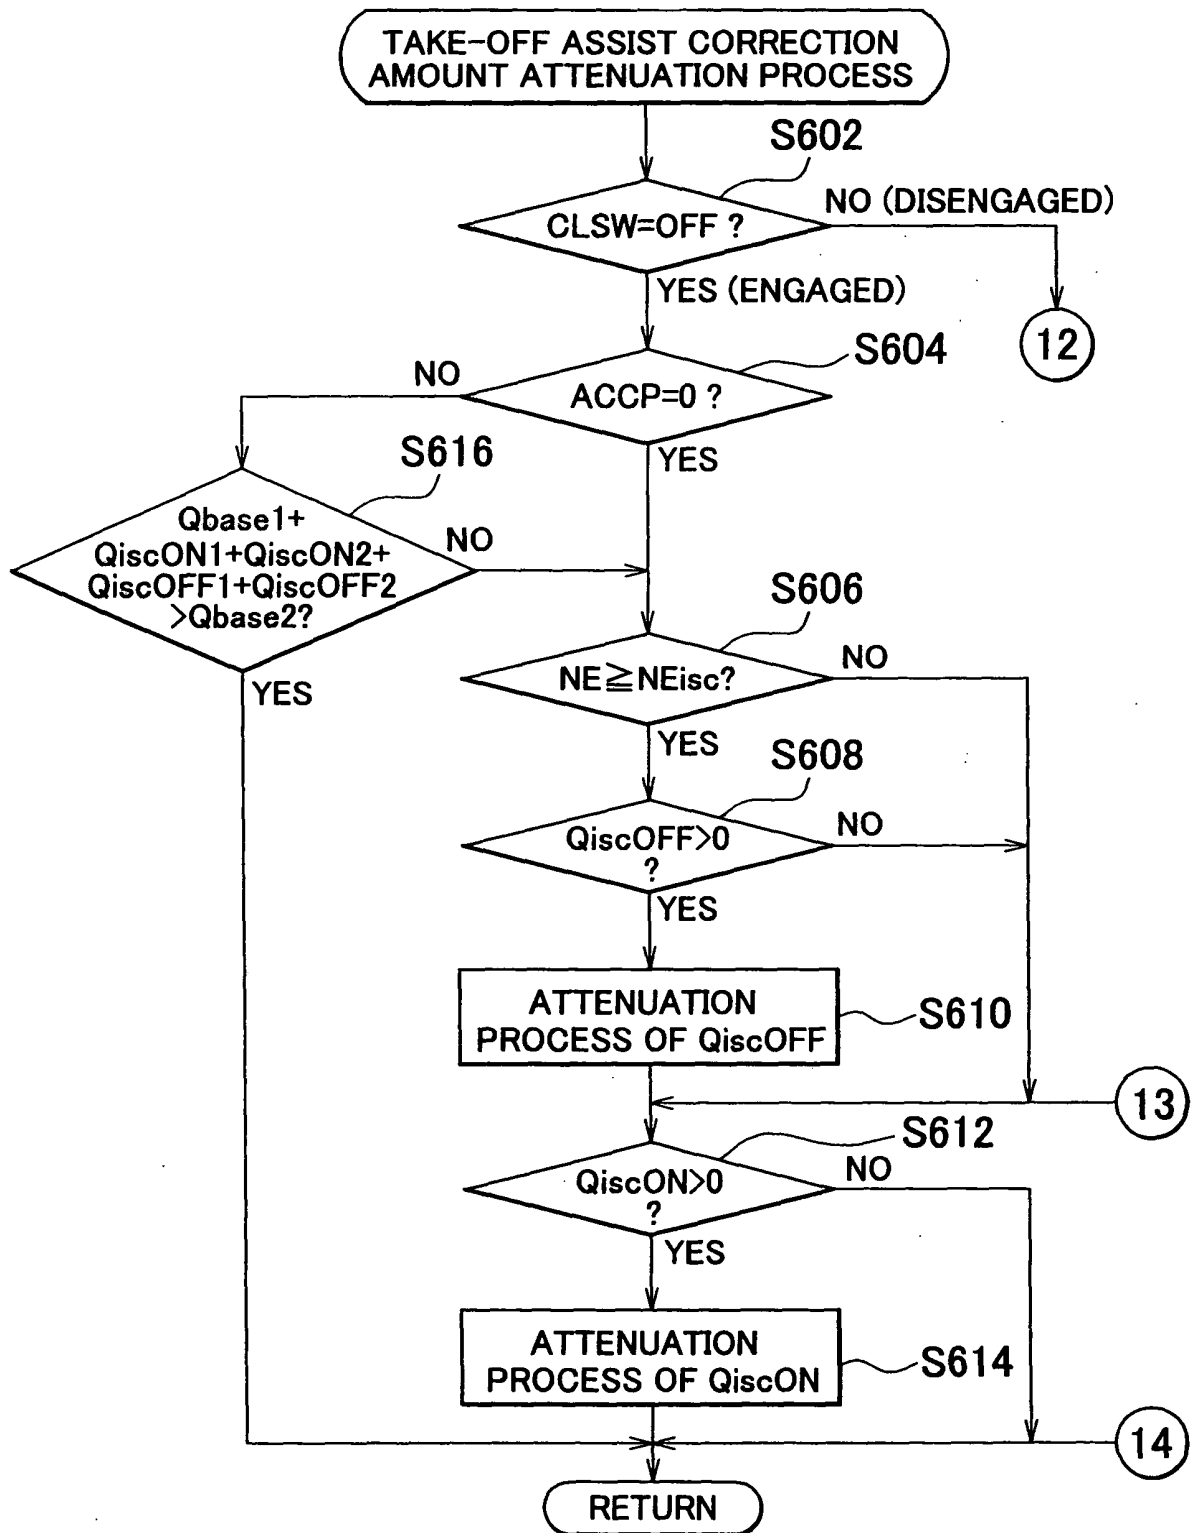 TAKE-OFF ASSIST CORRECTION
AMOUNT ATTENUATION PROCESS
S602
CLSW=OFF ?
NO (DISENGAGED)
YES (ENGAGED)
12
S604
ACCP=0 ?
NO
YES
S616
Qbase1+
QiscON1+QiscON2+
QiscOFF1+QiscOFF2
>Qbase2?
NO
YES
S606
NE≧NEisc?
NO
YES
S608
QiscOFF>0
?
NO
YES
ATTENUATION
PROCESS OF QiscOFF
S610
13
S612
QiscON>0
?
NO
YES
ATTENUATION
PROCESS OF QiscON
S614
14
RETURN